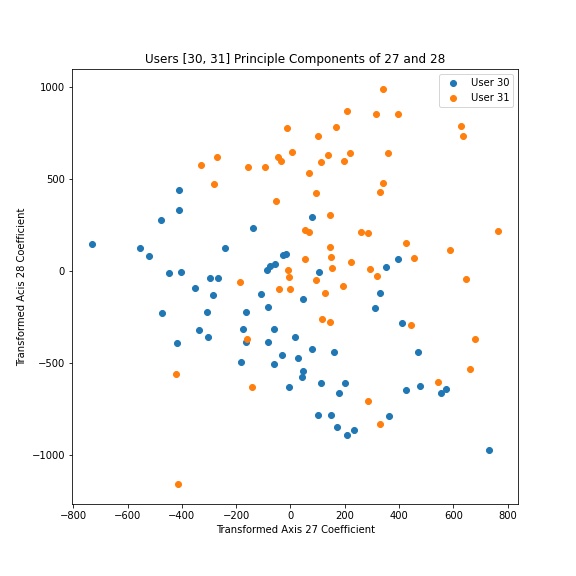 Users [30, 31] Principle Components of 27 and 28
User 30
User 31
1000
500
0
−500
−1000
Transformed Acis 28 Coefficient
−800 −600 −400 −200 0 200 400 600 800
Transformed Axis 27 Coefficient